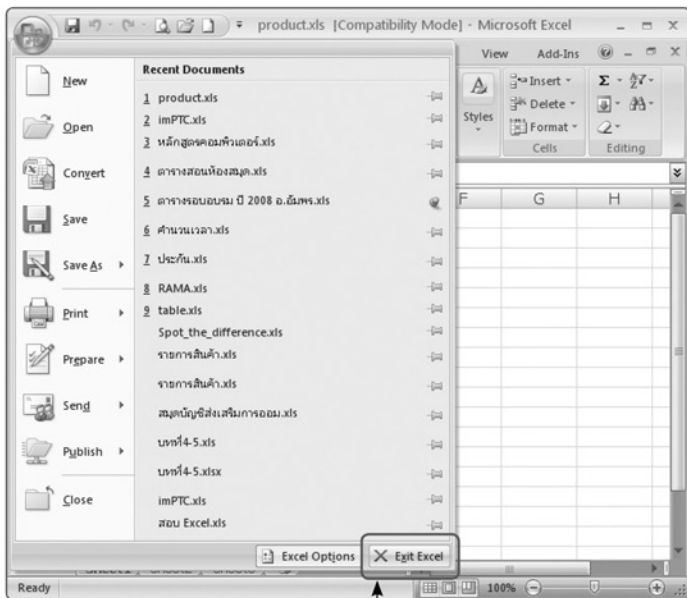 product.xls [Compatibility Mode] - Microsoft Excel
View Add-Ins
New
Open
Convert
Save
Save As
Print
Prepare
Send
Publish
Close
Recent Documents
1 product.xls
2 imPTC.xls
3 หลักสูตรคอมพิวเตอร์.xls
4 ตารางสอนห้องสมุด.xls
5 ตารางรอบอบรม ปี 2008 อ.อัมพร.xls
6 คำนวนเวลา.xls
7 ประกัน.xls
8 RAMA.xls
9 table.xls
Spot_the_difference.xls
รายการสินค้า.xls
รายการสินค้า.xls
สมุดบัญชีส่งเสริมการออม.xls
บทที่4-5.xls
บทที่4-5.xlsx
imPTC.xls
สอบ Excel.xls
Excel Options
Exit Excel
Styles
Insert
Delete
Format
Cells
Σ
Editing
F G H
Ready
100%